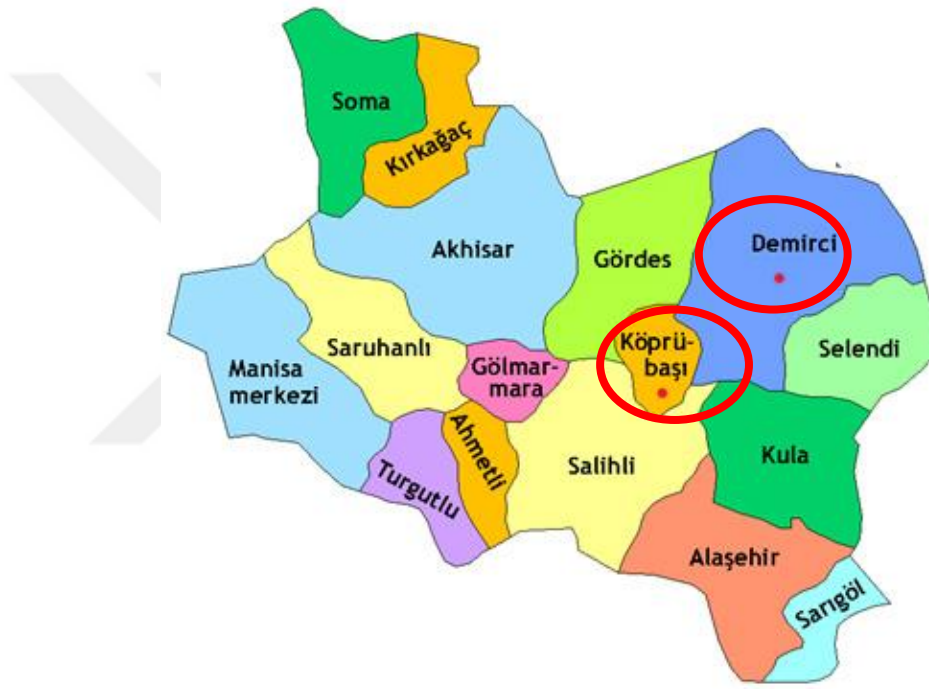 Soma
Kırkağaç
Akhisar
Gördes
Demirci
Köprü-
başı
Selendi
Saruhanlı
Gölmar-
mara
Manisa
merkezi
Ahmetli
Turgutlu
Salihli
Kula
Alaşehir
Sarıgöl